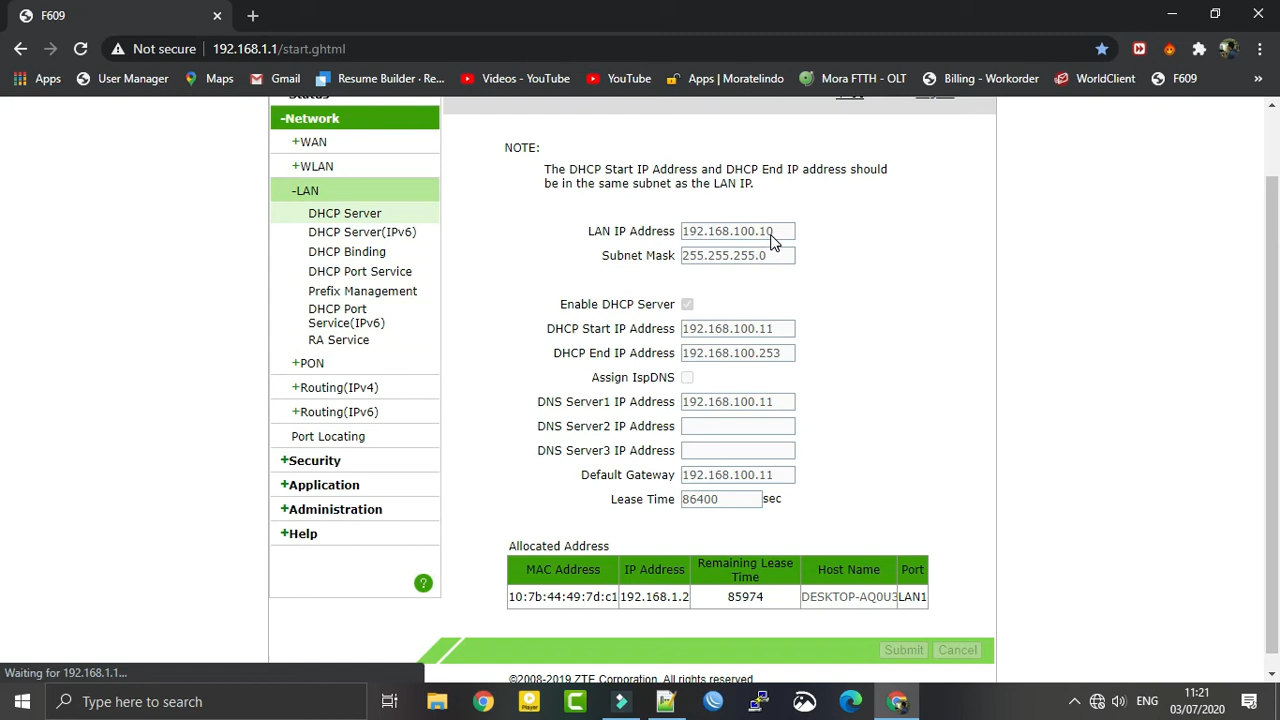 F609
Not secure 192.168.1.1/start.ghtml
Apps User Manager Maps Gmail Resume Builder · Re... Videos - YouTube YouTube Apps | Moratelindo Mora FTTH - OLT Billing - Workorder WorldClient F609 »
-Network
+WAN
+WLAN
-LAN
DHCP Server
DHCP Server(IPv6)
DHCP Binding
DHCP Port Service
Prefix Management
DHCP Port
Service(IPv6)
RA Service
+PON
+Routing(IPv4)
+Routing(IPv6)
Port Locating
+Security
+Application
+Administration
+Help
?
NOTE:
The DHCP Start IP Address and DHCP End IP address should
be in the same subnet as the LAN IP.
LAN IP Address 192.168.100.10
Subnet Mask 255.255.255.0
Enable DHCP Server
DHCP Start IP Address 192.168.100.11
DHCP End IP Address 192.168.100.253
Assign IspDNS
DNS Server1 IP Address 192.168.100.11
DNS Server2 IP Address
DNS Server3 IP Address
Default Gateway 192.168.100.11
Lease Time 86400 sec
Allocated Address
MAC Address IP Address Remaining Lease Time Host Name Port
10:7b:44:49:7d:c1 192.168.1.2 85974 DESKTOP-AQ0U3 LAN1
Submit Cancel
©2008-2019 ZTE Corporation. All rights reserved
Waiting for 192.168.1.1...
Type here to search
Player
ENG
11:21
03/07/2020